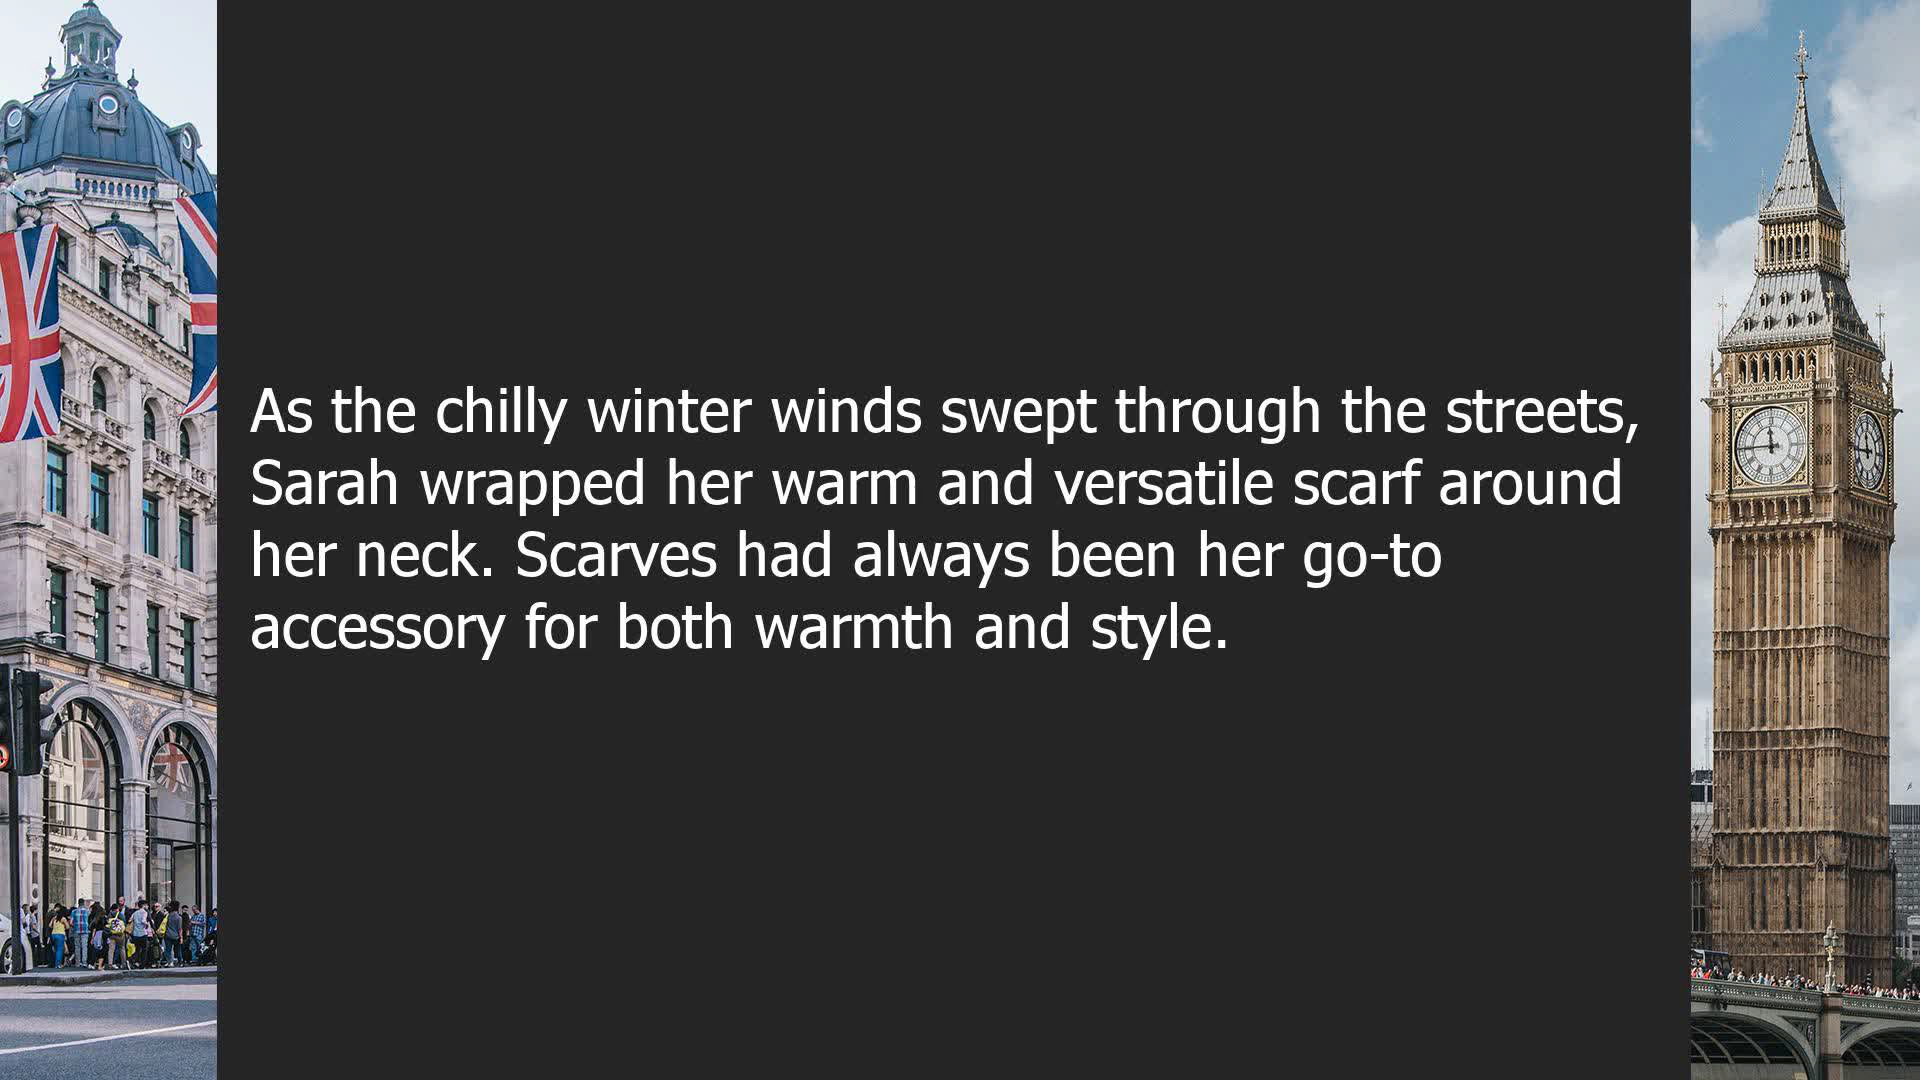 As the chilly winter winds swept through the streets,
Sarah wrapped her warm and versatile scarf around
her neck. Scarves had always been her go-to
accessory for both warmth and style.